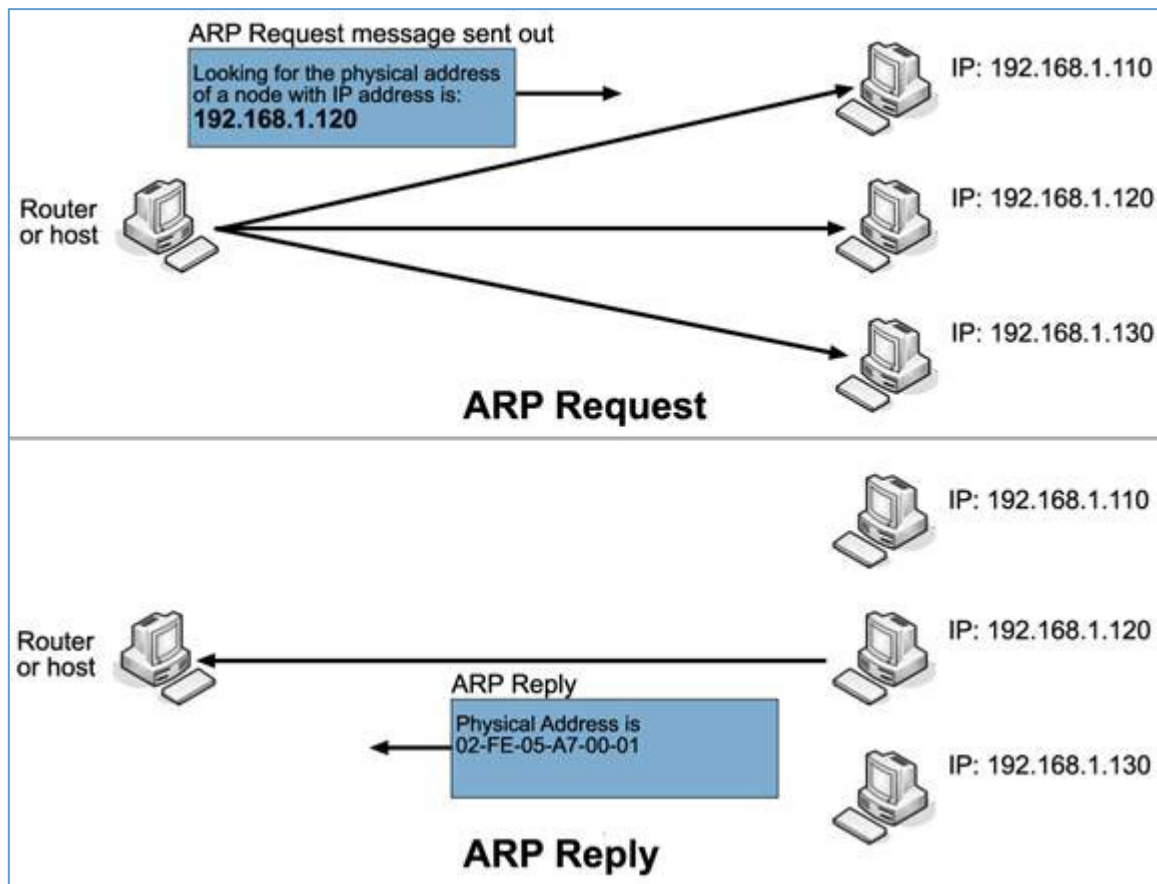 ARP Request message sent out
Looking for the physical address
of a node with IP address is:
192.168.1.120
Router
or host
IP: 192.168.1.110
IP: 192.168.1.120
IP: 192.168.1.130
ARP Request
IP: 192.168.1.110
Router
or host
IP: 192.168.1.120
ARP Reply
Physical Address is
02-FE-05-A7-00-01
IP: 192.168.1.130
ARP Reply